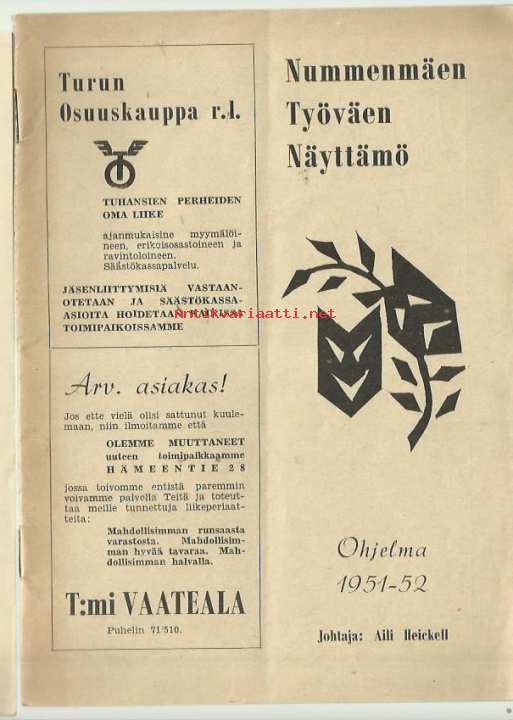 Turun
Osuuskauppa r.l.
TUHANSIEN PERHEIDEN
OMA LIIKE
ajanmukaisine myymälöi-
neen, erikoisosastoineen ja
ravintoloineen.
Säästökassapalvelu.
JÄSENLIITTYMISIÄ VASTAAN-
OTETAAN JA SÄÄSTÖKASSA-
ASIOITA HOIDETAAN KAIKISSA
TOIMIPAIKOISSAMME
Arv. asiakas!
Jos ette vielä olisi sattunut kuule-
maan, niin ilmoitamme että
OLEMME MUUTTANEET
uuteen toimipaikkaamme
HÄMEENTIE 28
jossa toivomme entistä paremmin
voivamme palvella Teitä ja toteut-
taa meille tunnettuja liikeperiaat-
teita:
Mahdollisimman runsaasta
varastosta. Mahdollisim-
man hyvää tavaraa. Mah-
dollisimman halvalla.
T:mi VAATEALA
Puhelin 71 510.
Nummenmäen
Työväen
Näyttämö
Ohjelma
1951-52
Johtaja: Aili Heickell
Antikvariaatti.net